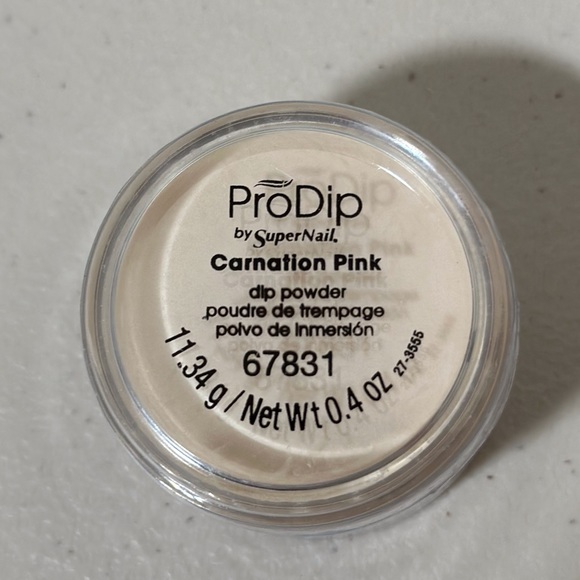 ProDip
by SuperNail.
Carnation Pink
dip powder
poudre de trempage
polvo de inmersión
67831
11.34 g / Net Wt 0.4 oz
27-3555